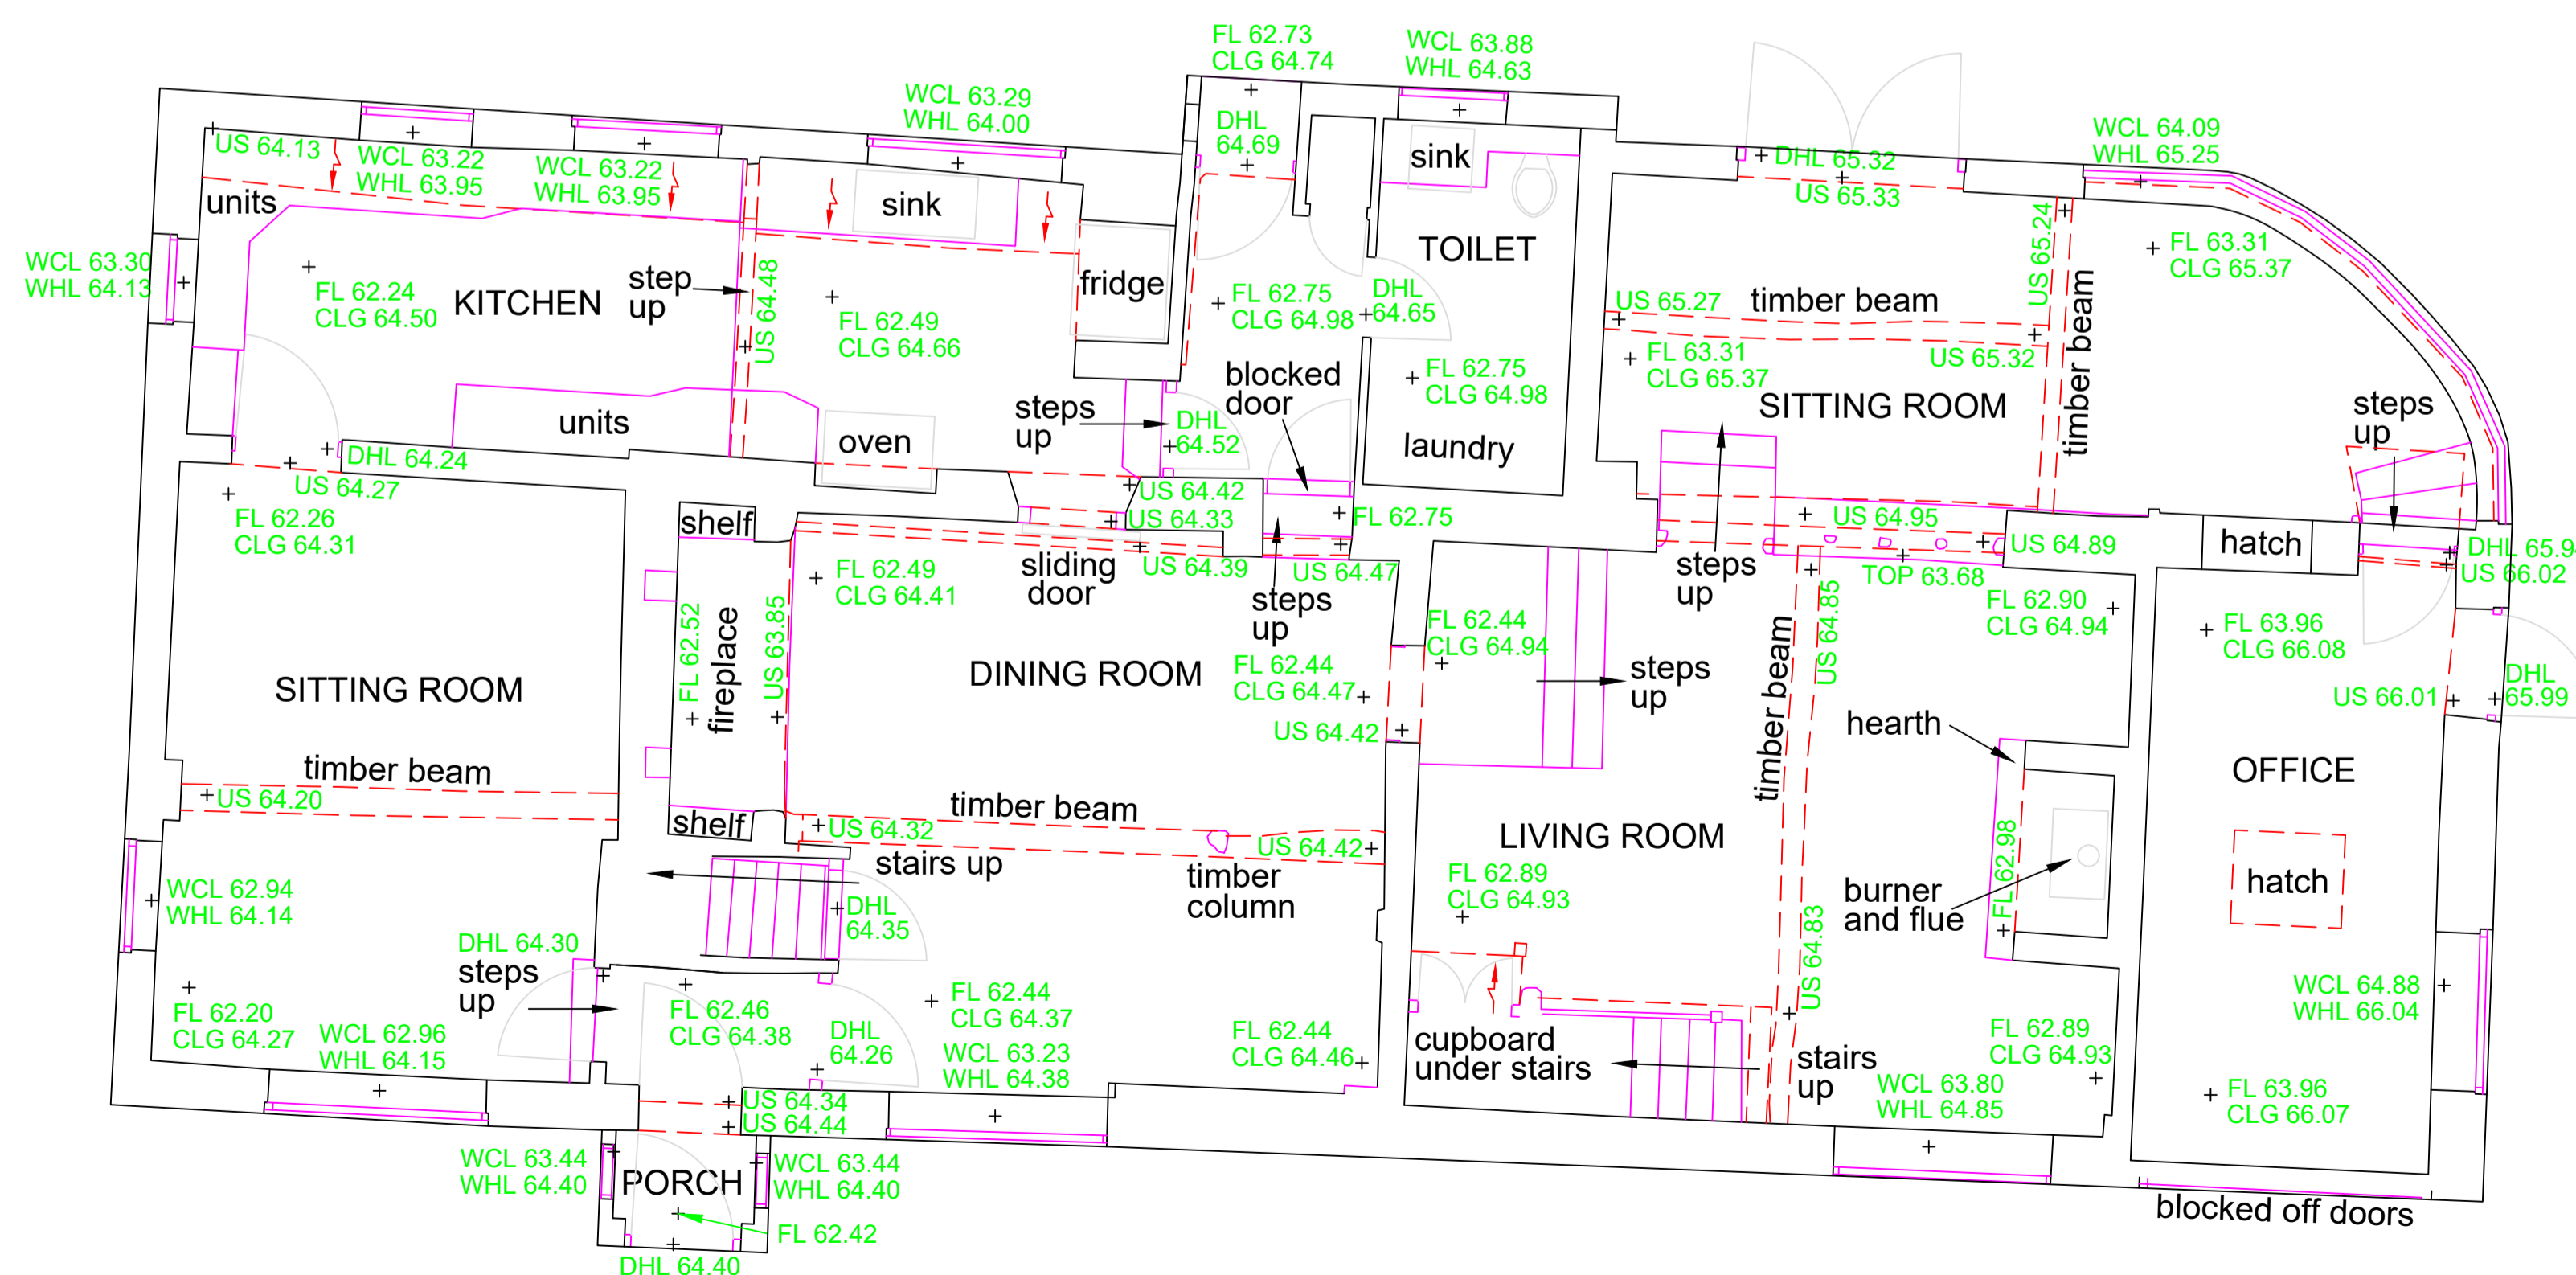 FL 62.73
CLG 64.74
WCL 63.88
WHL 64.63
WCL 63.29
WHL 64.00
DHL
64.69
WCL 64.09
WHL 65.25
US 64.13
WCL 63.22
WHL 63.95
WCL 63.22
WHL 63.95
sink
DHL 65.32
US 65.33
units
sink
TOILET
US 65.24
FL 63.31
CLG 65.37
WCL 63.30
WHL 64.13
FL 62.24
CLG 64.50
KITCHEN
step
up
US 64.48
fridge
FL 62.49
CLG 64.66
FL 62.75
CLG 64.98
DHL
64.65
US 65.27
timber beam
timber beam
FL 63.31
CLG 65.37
US 65.32
blocked
door
FL 62.75
CLG 64.98
SITTING ROOM
steps
up
steps
up
DHL
64.52
units
oven
laundry
DHL 64.24
US 64.27
US 64.42
US 64.33
FL 62.26
CLG 64.31
shelf
FL 62.75
US 64.95
US 64.89
hatch
DHL 65.9
US 66.02
sliding
door
US 64.39
US 64.47
steps
up
TOP 63.68
FL 62.49
CLG 64.41
steps
up
FL 62.90
CLG 64.94
FL 62.52
fireplace
US 63.85
FL 62.44
CLG 64.94
timber beam
US 64.85
FL 63.96
CLG 66.08
SITTING ROOM
DINING ROOM
FL 62.44
CLG 64.47
steps
up
US 66.01
DHL
65.99
US 64.42
hearth
OFFICE
timber beam
US 64.20
timber beam
shelf
US 64.32
stairs up
US 64.42
LIVING ROOM
timber
column
FL 62.89
CLG 64.93
burner
and flue
FL 62.98
hatch
WCL 62.94
WHL 64.14
DHL
64.35
US 64.83
DHL 64.30
steps
up
FL 62.20
CLG 64.27
WCL 62.96
WHL 64.15
FL 62.46
CLG 64.38
DHL
64.26
FL 62.44
CLG 64.37
WCL 63.23
WHL 64.38
FL 62.44
CLG 64.46
cupboard
under stairs
stairs
up
FL 62.89
CLG 64.93
WCL 63.80
WHL 64.85
WCL 64.88
WHL 66.04
FL 63.96
CLG 66.07
US 64.34
US 64.44
WCL 63.44
WHL 64.40
PORCH
WCL 63.44
WHL 64.40
FL 62.42
DHL 64.40
blocked off doors